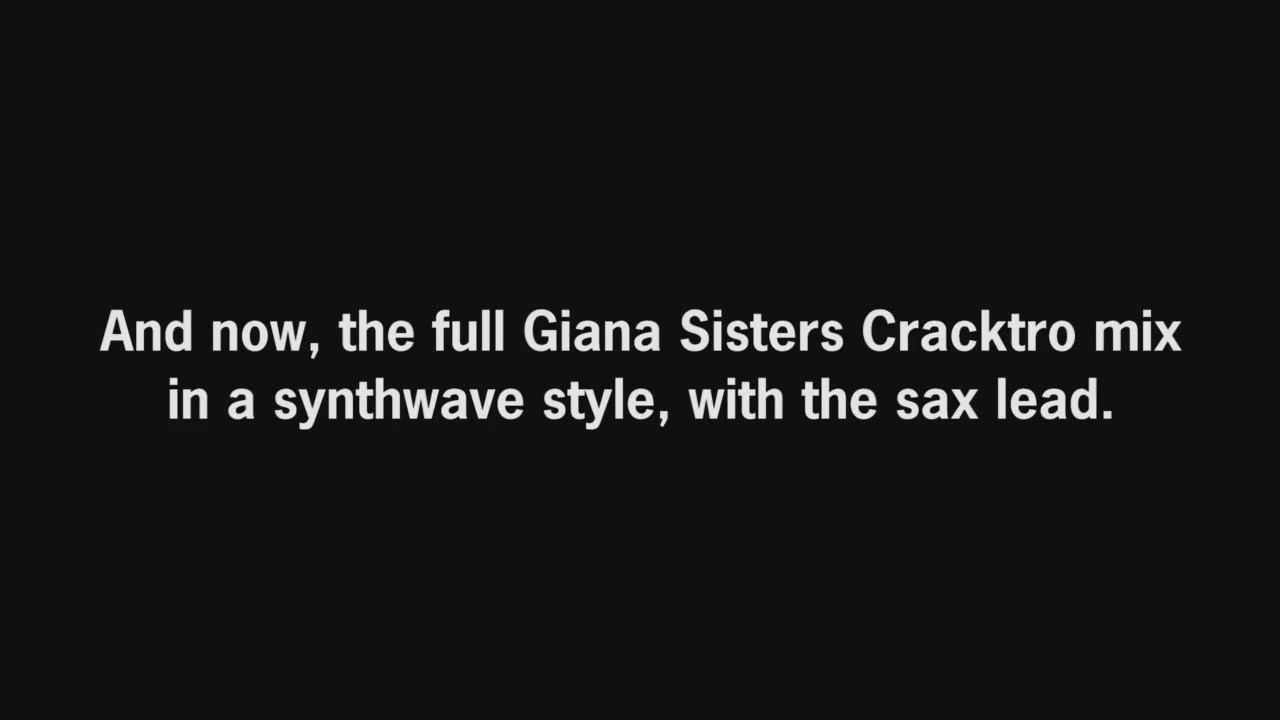 And now, the full Giana Sisters Cracktro mix
in a synthwave style, with the sax lead.